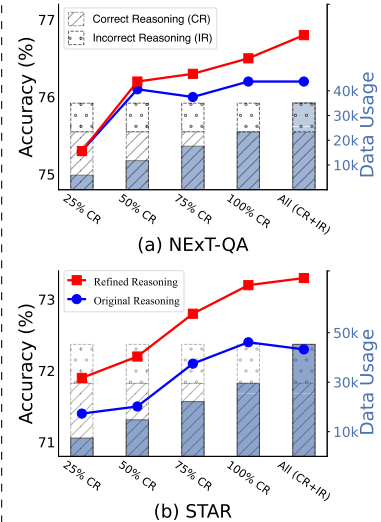 77
Correct Reasoning (CR)
Incorrect Reasoning (IR)
Accuracy (%)
76
75
40k
30k
20k
10k
Data Usage
25% CR
50% CR
75% CR
100% CR
All (CR+IR)
(a) NExT-QA
Refined Reasoning
Original Reasoning
73
72
71
Accuracy (%)
50k
30k
10k
Data Usage
25% CR
50% CR
75% CR
100% CR
All (CR+IR)
(b) STAR